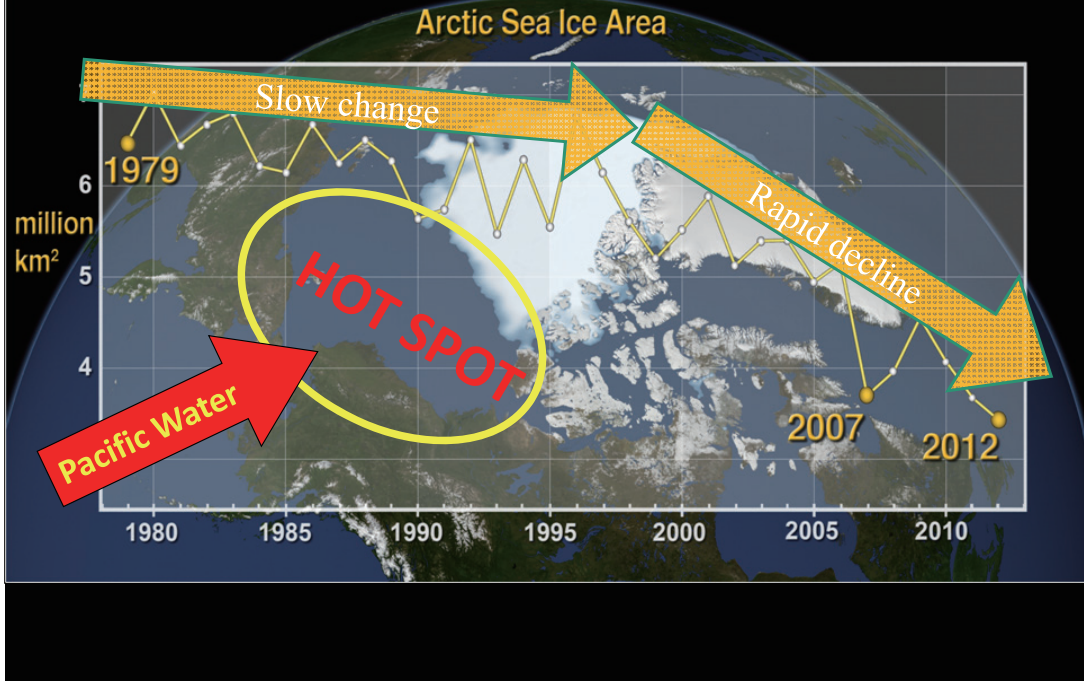 Arctic Sea Ice Area
Slow change
1979
Rapid decline
6
million
km²
5
HOT SPOT
4
Pacific Water
2007
2012
1980 1985 1990 1995 2000 2005 2010